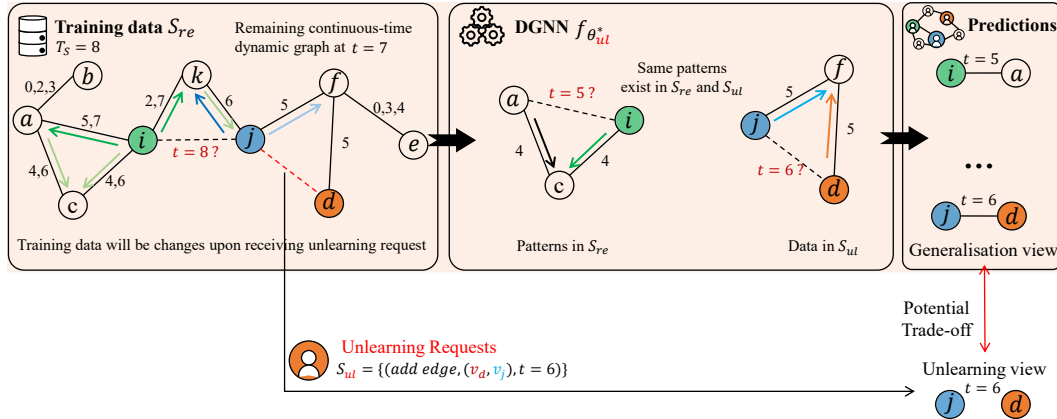 Training data S_re
T_S = 8
Remaining continuous-time
dynamic graph at t = 7
b
0,2,3
a
5,7
4,6
4,6
c
i
k
2,7
6
t = 8 ?
j
5
f
0,3,4
e
5
d
Training data will be changes upon receiving unlearning request
DGNN f_θ*_ul
Same patterns
exist in S_re and S_ul
a
t = 5 ?
i
4
4
c
Patterns in S_re
f
5
j
5
t = 6 ?
d
Data in S_ul
Predictions
i
t = 5
a
...
j
t = 6
d
Generalisation view
Potential
Trade-off
Unlearning Requests
S_ul = {(add edge, (v_d, v_j), t = 6)}
Unlearning view
j
t = 6
d